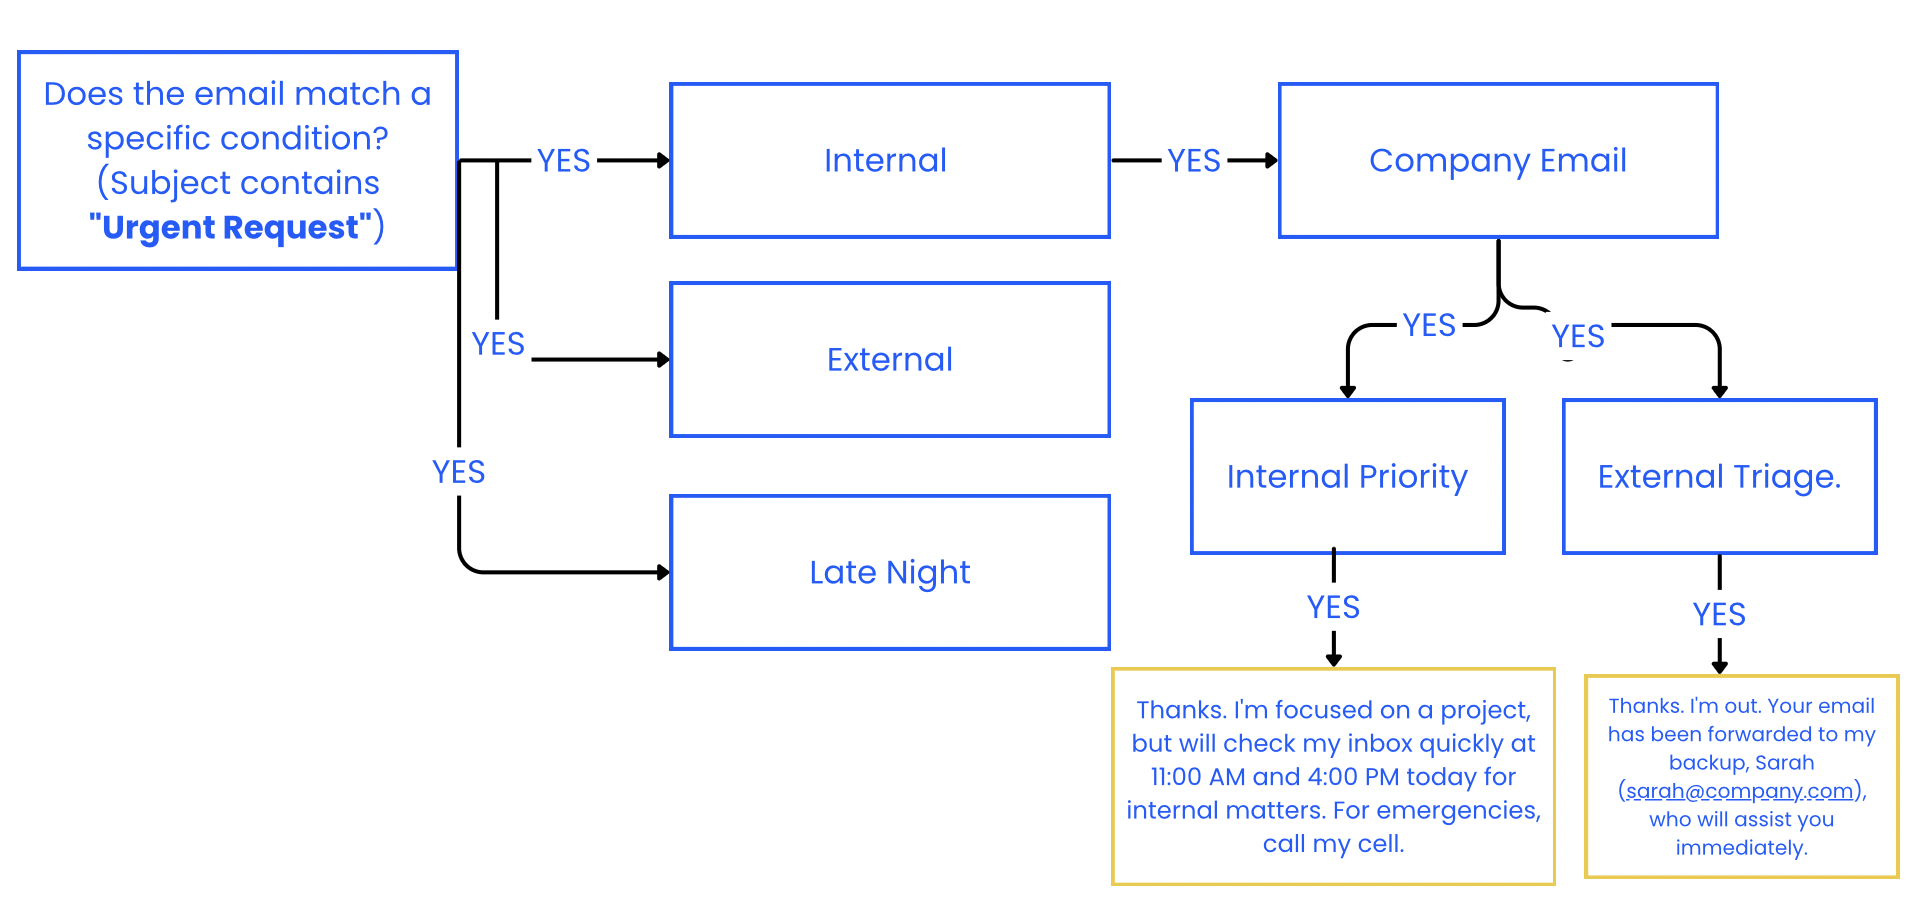 Does the email match a
specific condition?
(Subject contains
"Urgent Request")
YES
Internal
YES
Company Email
YES
External
YES
Late Night
YES
YES
Internal Priority
External Triage.
YES
YES
Thanks. I'm focused on a project,
but will check my inbox quickly at
11:00 AM and 4:00 PM today for
internal matters. For emergencies,
call my cell.
Thanks. I'm out. Your email
has been forwarded to my
backup, Sarah
(sarah@company.com),
who will assist you
immediately.